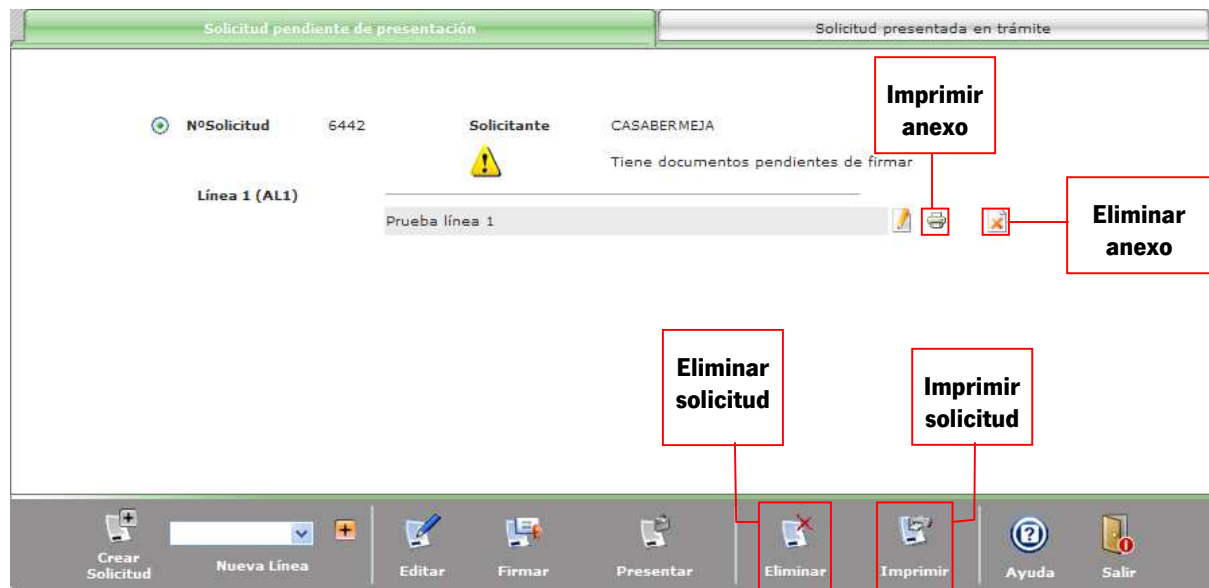 Solicitud pendiente de presentación
Solicitud presentada en trámite
Imprimir
anexo
NºSolicitud 6442 Solicitante CASABERMEJA
Tiene documentos pendientes de firmar
Línea 1 (AL1)
Prueba línea 1
Eliminar
anexo
Eliminar
solicitud
Imprimir
solicitud
Crear
Solicitud
Nueva Línea
Editar
Firmar
Presentar
Eliminar
Imprimir
Ayuda
Salir